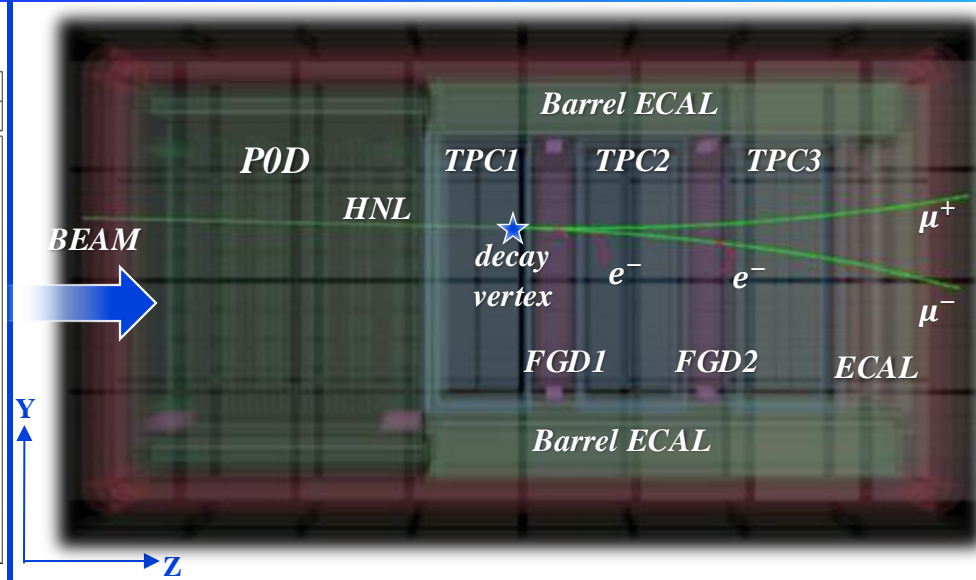 Barrel ECAL
P0D
TPC1
TPC2
TPC3
HNL
BEAM
decay
vertex
e⁻
e⁻
μ⁺
μ⁻
FGD1
FGD2
ECAL
Barrel ECAL
Y
Z